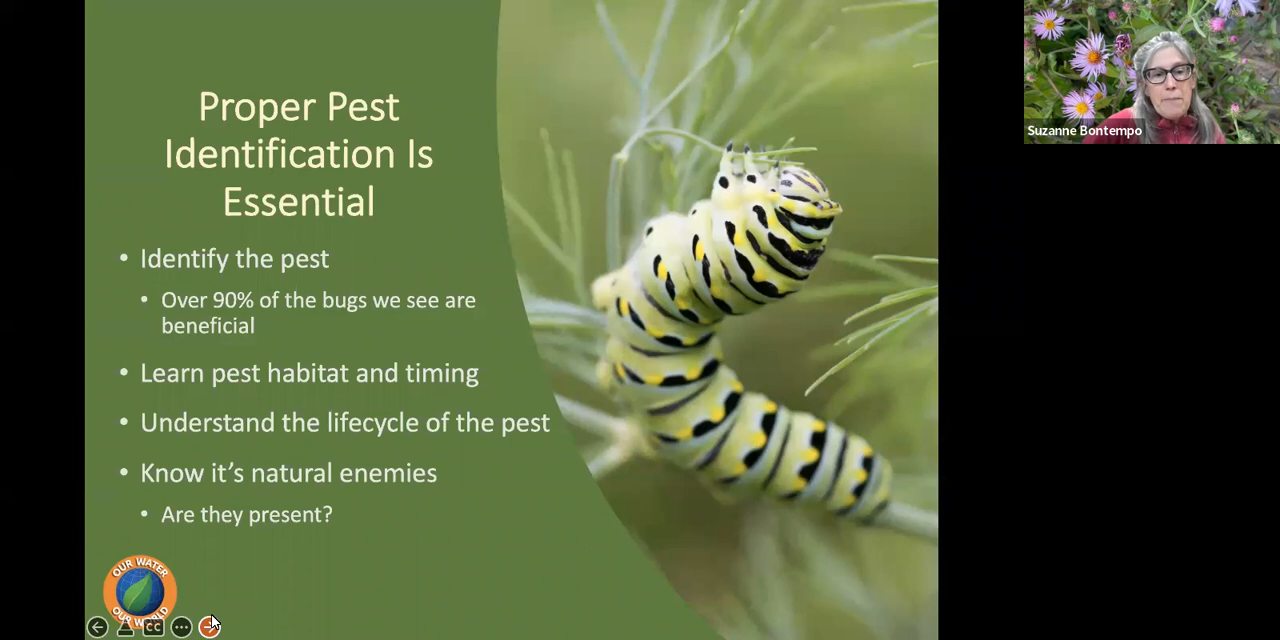 Proper Pest
Identification Is
Essential
• Identify the pest
• Over 90% of the bugs we see are
beneficial
• Learn pest habitat and timing
• Understand the lifecycle of the pest
• Know it's natural enemies
• Are they present?
OUR WATER
OUR WORLD
CC
Suzanne Bontempo